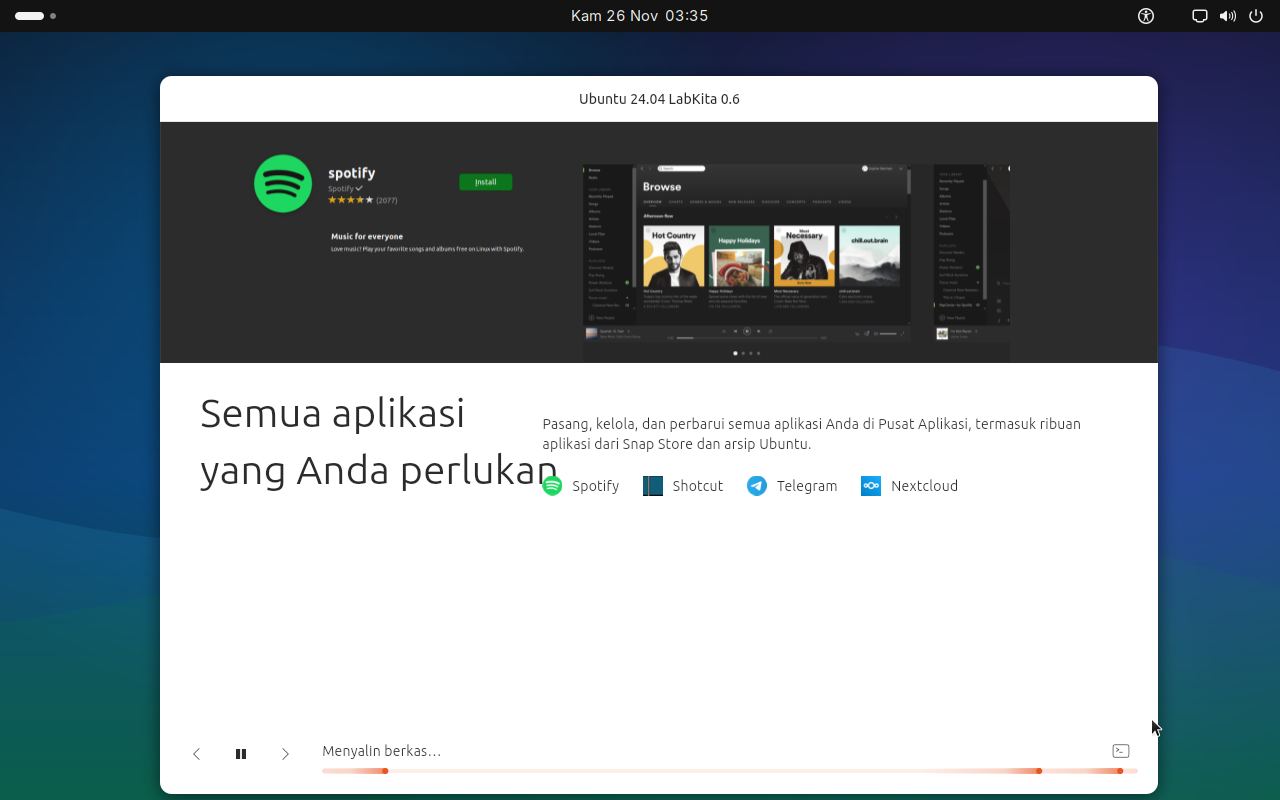 Kam 26 Nov 03:35
Ubuntu 24.04 LabKita 0.6
spotify
Spotify
(2077)
Install
Music for everyone
Love music? Play your favorite songs and albums free on Linux with Spotify.
Browse
Hot Country
Happy Holidays
Most Necessary
chill.out.brain
Semua aplikasi
yang Anda perlukan
Pasang, kelola, dan perbarui semua aplikasi Anda di Pusat Aplikasi, termasuk ribuan
aplikasi dari Snap Store dan arsip Ubuntu.
Spotify Shotcut Telegram Nextcloud
Menyalin berkas...